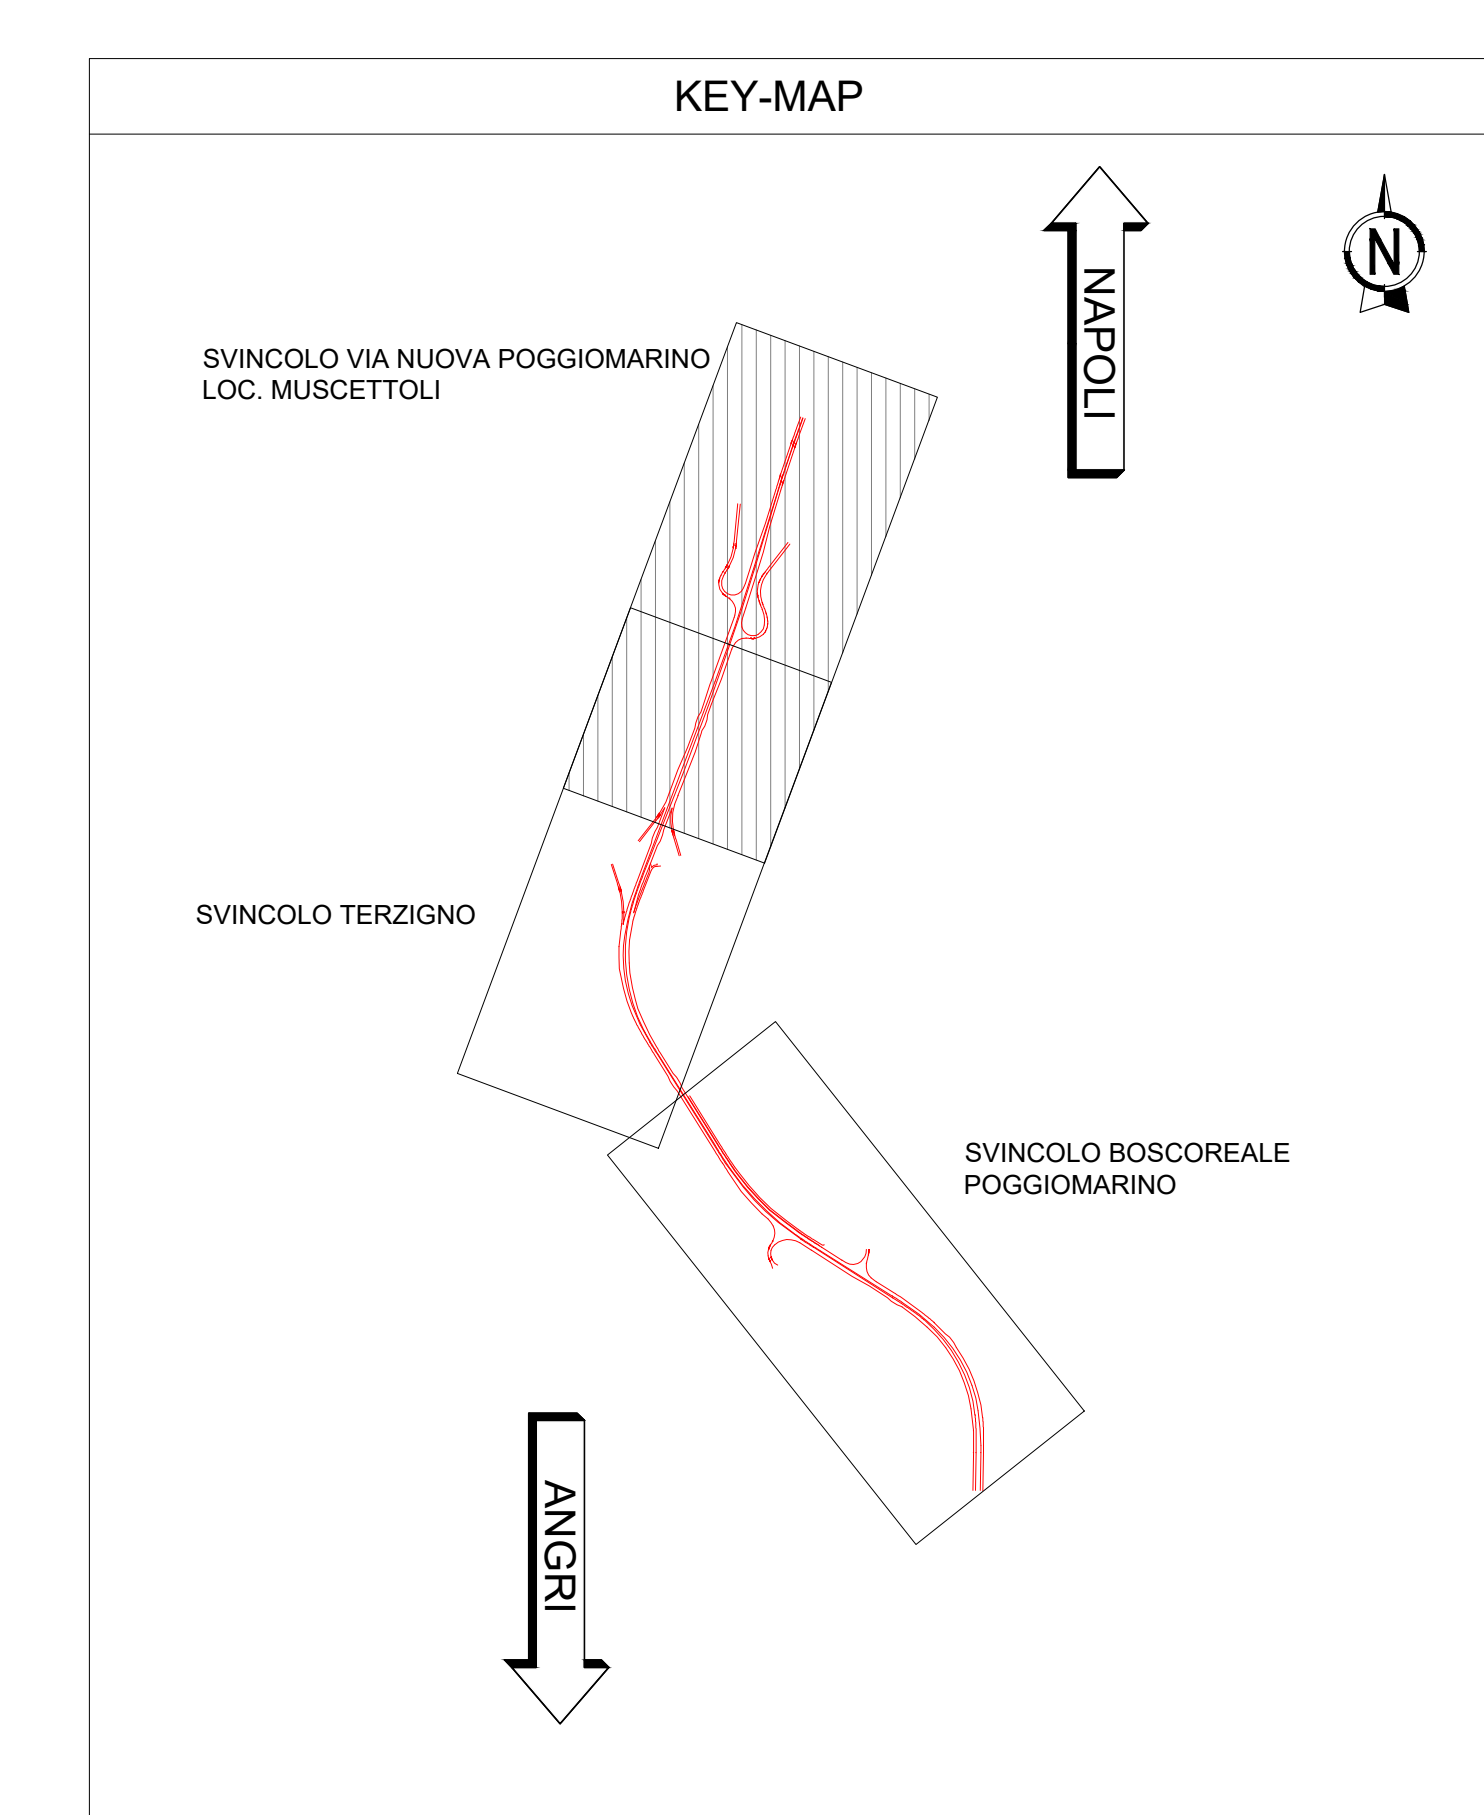 KEY-MAP
N
NAPOLI
SVINCOLO VIA NUOVA POGGIOMARINO
LOC. MUSCETTOLI
SVINCOLO TERZIGNO
SVINCOLO BOSCOREALE
POGGIOMARINO
ANGRI